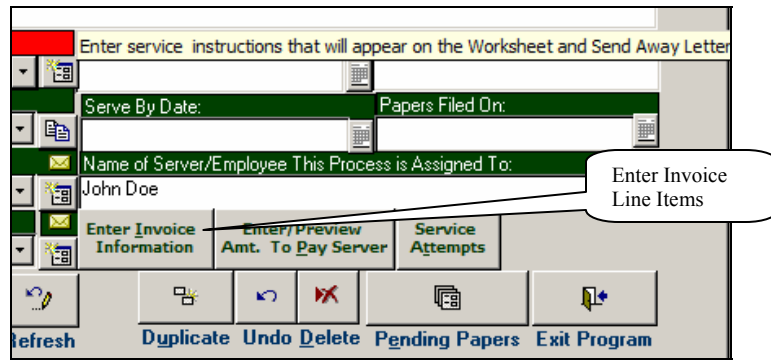 Enter service instructions that will appear on the Worksheet and Send Away Letter
Serve By Date: Papers Filed On:
Name of Server/Employee This Process is Assigned To:
John Doe
Enter Invoice
Line Items
Enter Invoice
Information
Enter/Preview
Amt. To Pay Server
Service
Attempts
Refresh Duplicate Undo Delete Pending Papers Exit Program